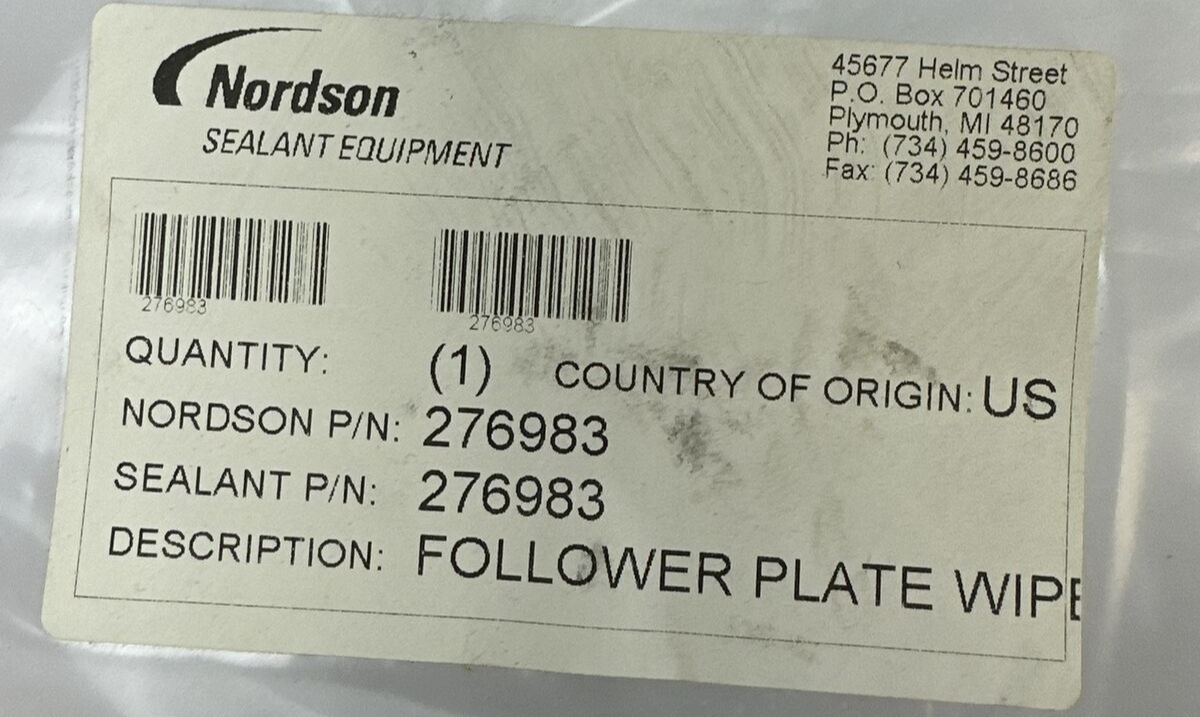 Nordson
SEALANT EQUIPMENT
45677 Helm Street
P.O. Box 701460
Plymouth, MI 48170
Ph: (734) 459-8600
Fax: (734) 459-8686
276983
276983
QUANTITY: (1) COUNTRY OF ORIGIN: US
NORDSON P/N: 276983
SEALANT P/N: 276983
DESCRIPTION: FOLLOWER PLATE WIPE